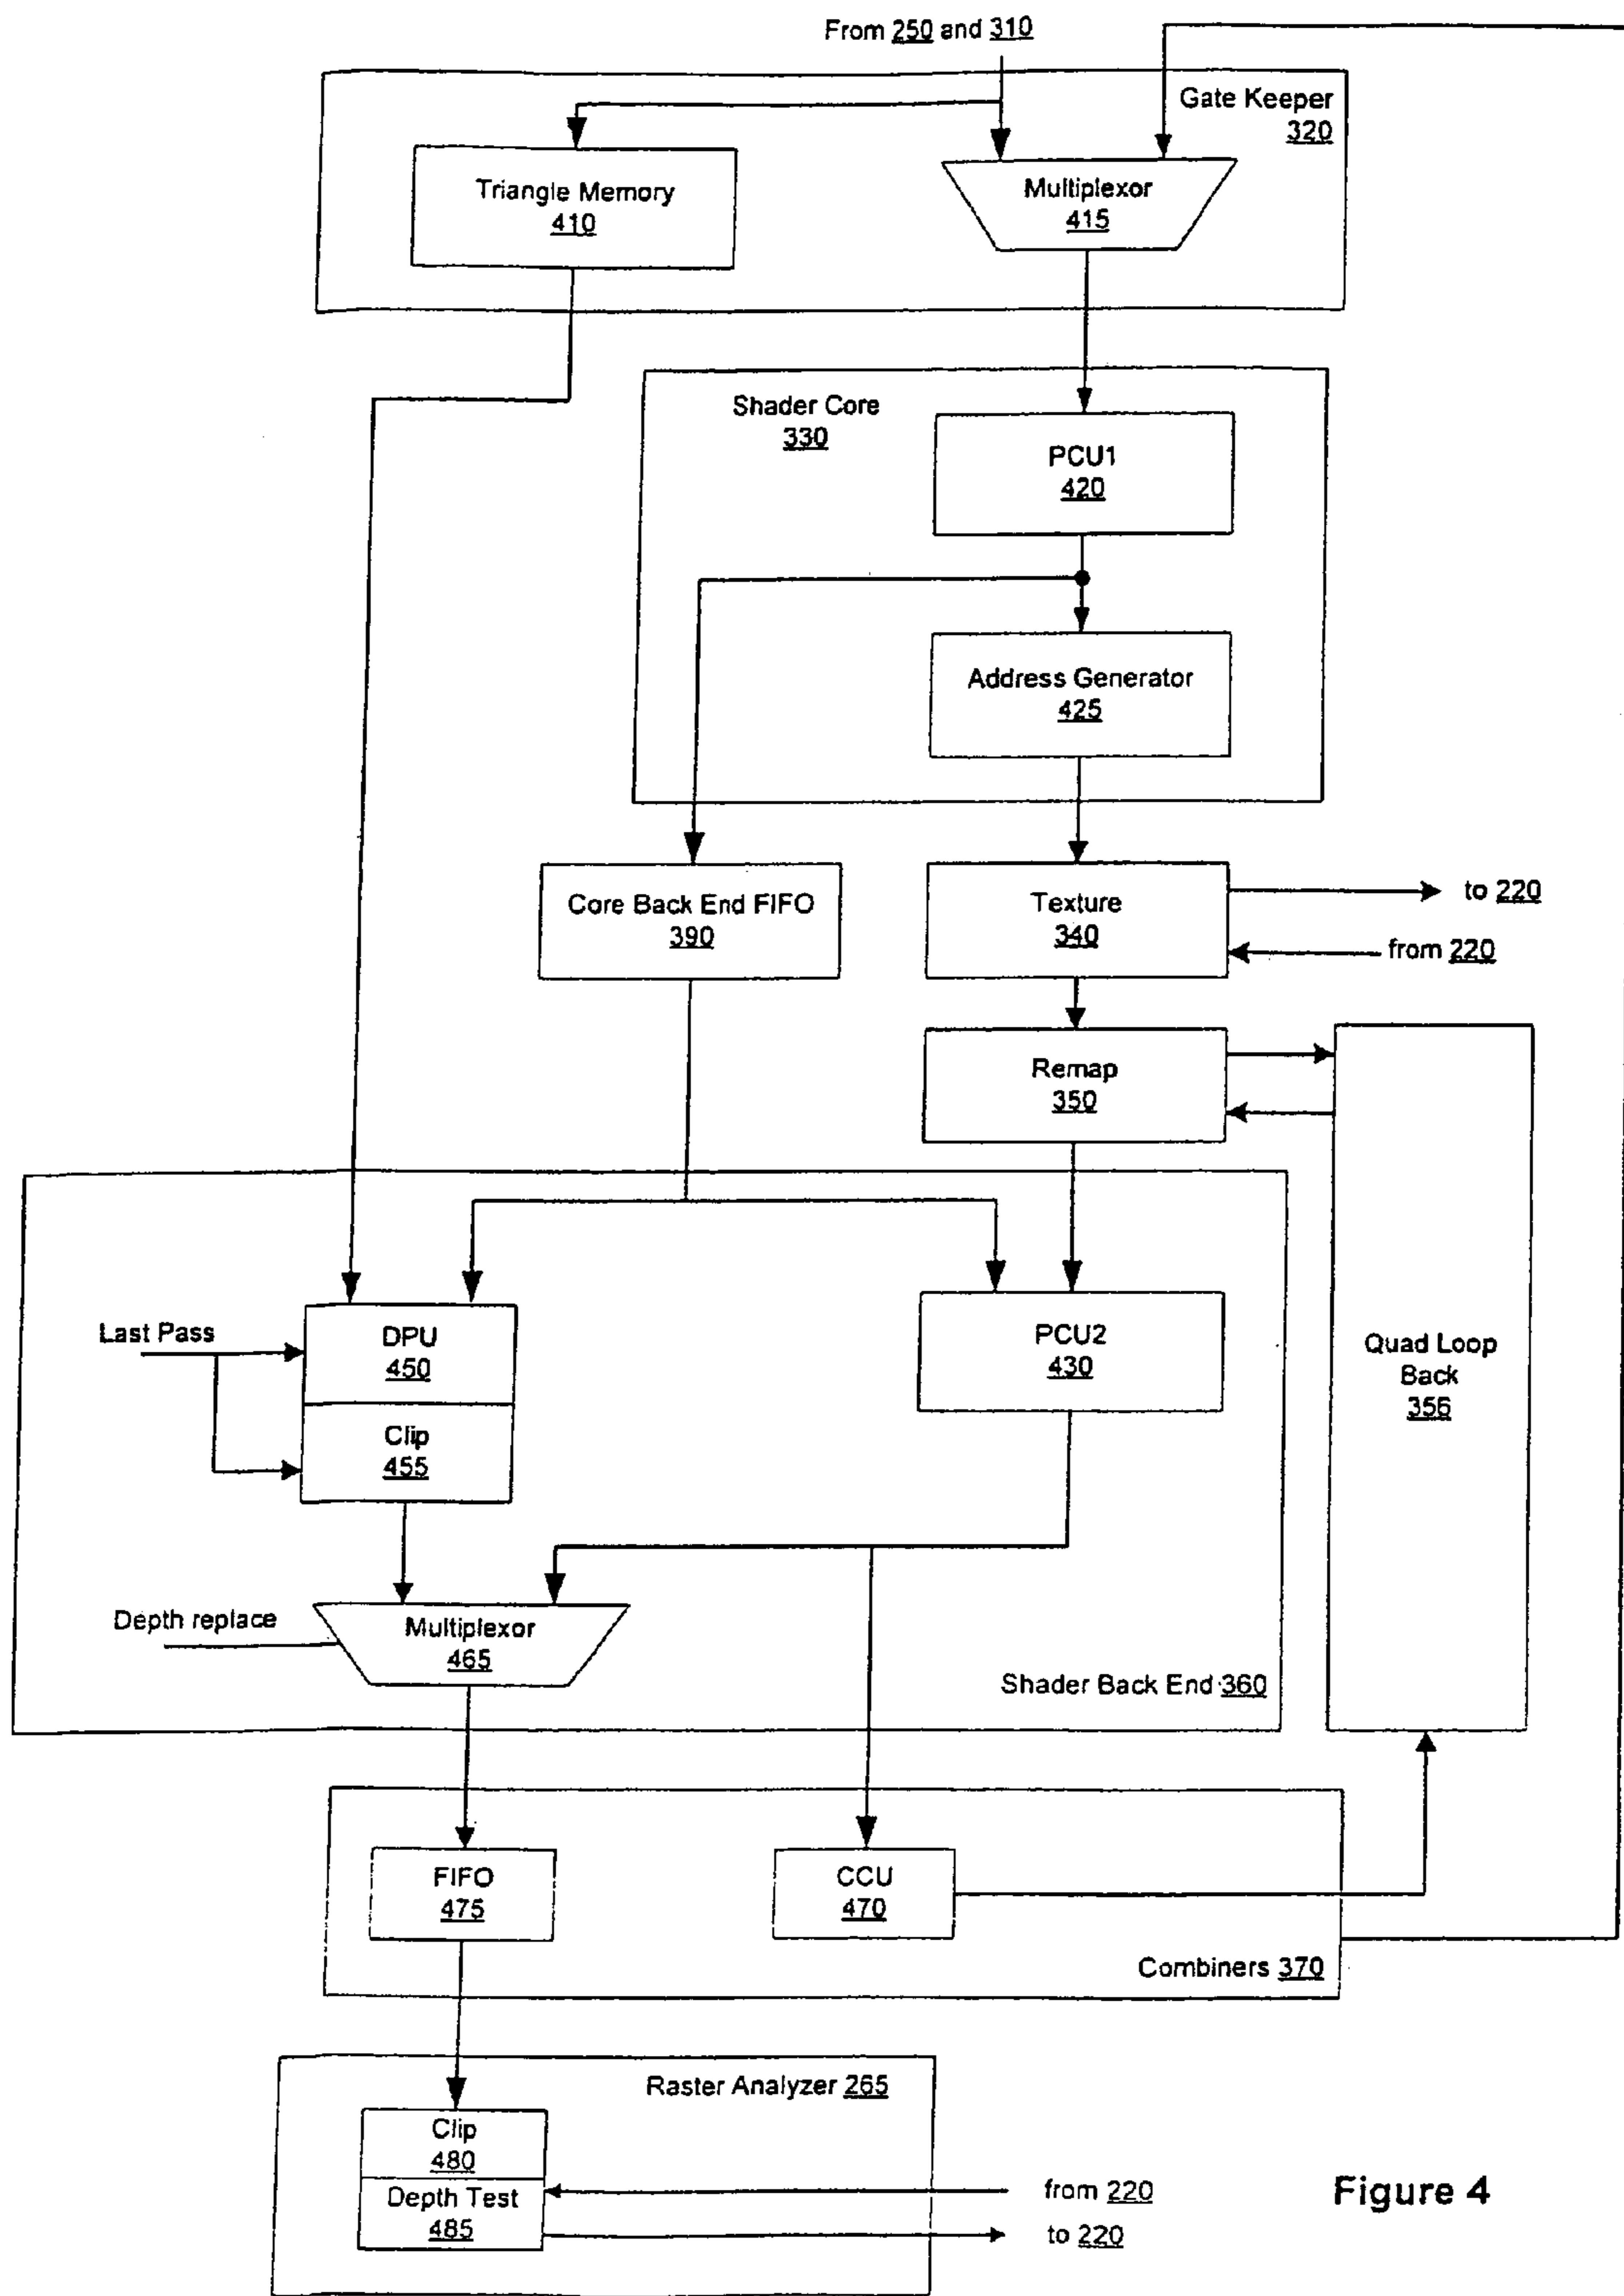 From 250 and 310
Gate Keeper
320
Triangle Memory
410
Multiplexor
415
Shader Core
330
PCU1
420
Address Generator
425
Core Back End FIFO
390
Texture
340
to 220
from 220
Remap
350
Last Pass
DPU
450
Clip
455
PCU2
430
Quad Loop
Back
356
Depth replace
Multiplexor
465
Shader Back End 360
FIFO
475
CCU
470
Combiners 370
Raster Analyzer 265
Clip
480
Depth Test
485
from 220
to 220
Figure 4